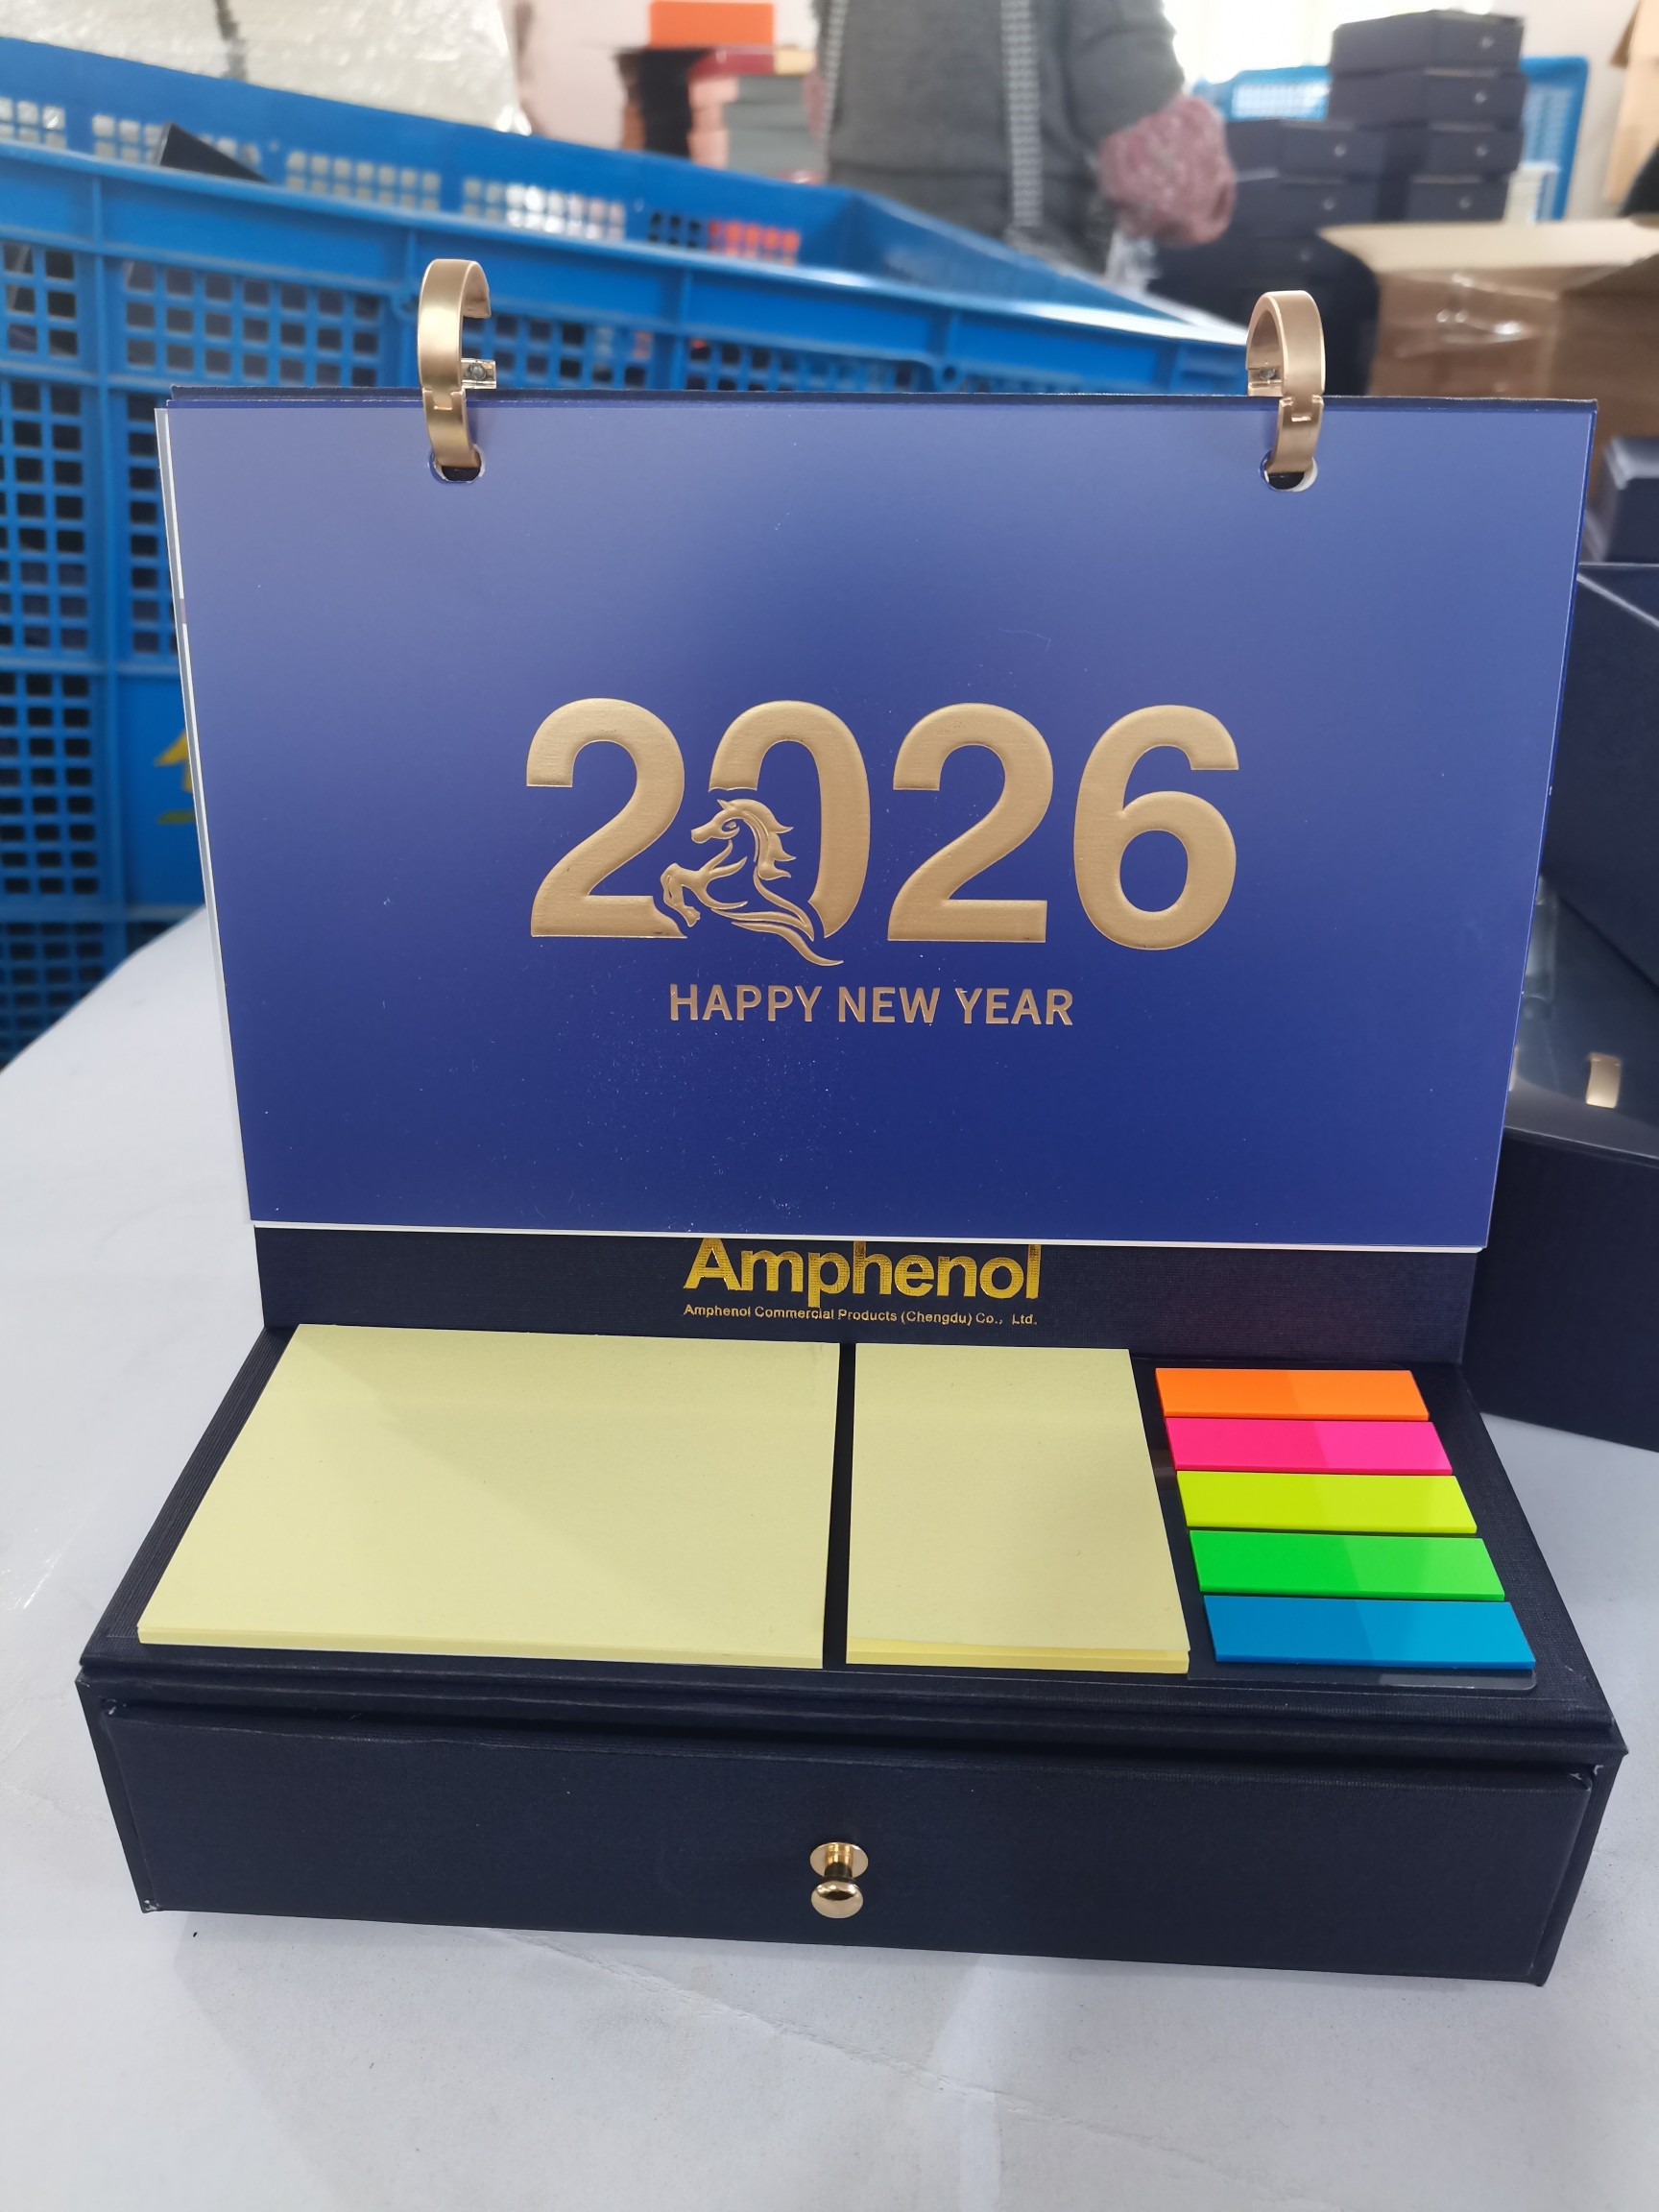 2026
HAPPY NEW YEAR
Amphenol
Amphenol Commercial Products (Chengdu) Co., Ltd.